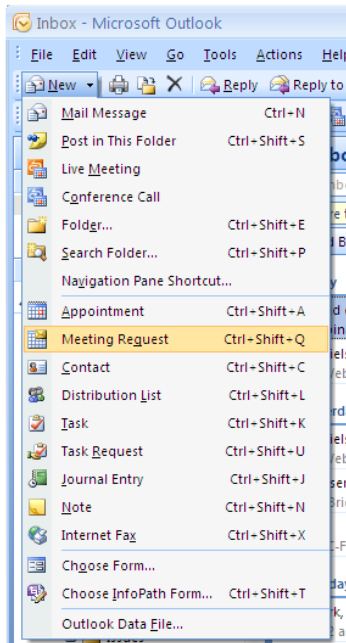 Inbox - Microsoft Outlook
File Edit View Go Tools Actions Help
New Reply Reply to
Mail Message Ctrl+N
Post in This Folder Ctrl+Shift+S
Live Meeting
Conference Call
Folder... Ctrl+Shift+E
Search Folder... Ctrl+Shift+P
Navigation Pane Shortcut...
Appointment Ctrl+Shift+A
Meeting Request Ctrl+Shift+Q
Contact Ctrl+Shift+C
Distribution List Ctrl+Shift+L
Task Ctrl+Shift+K
Task Request Ctrl+Shift+U
Journal Entry Ctrl+Shift+J
Note Ctrl+Shift+N
Internet Fax Ctrl+Shift+X
Choose Form...
Choose InfoPath Form... Ctrl+Shift+T
Outlook Data File...